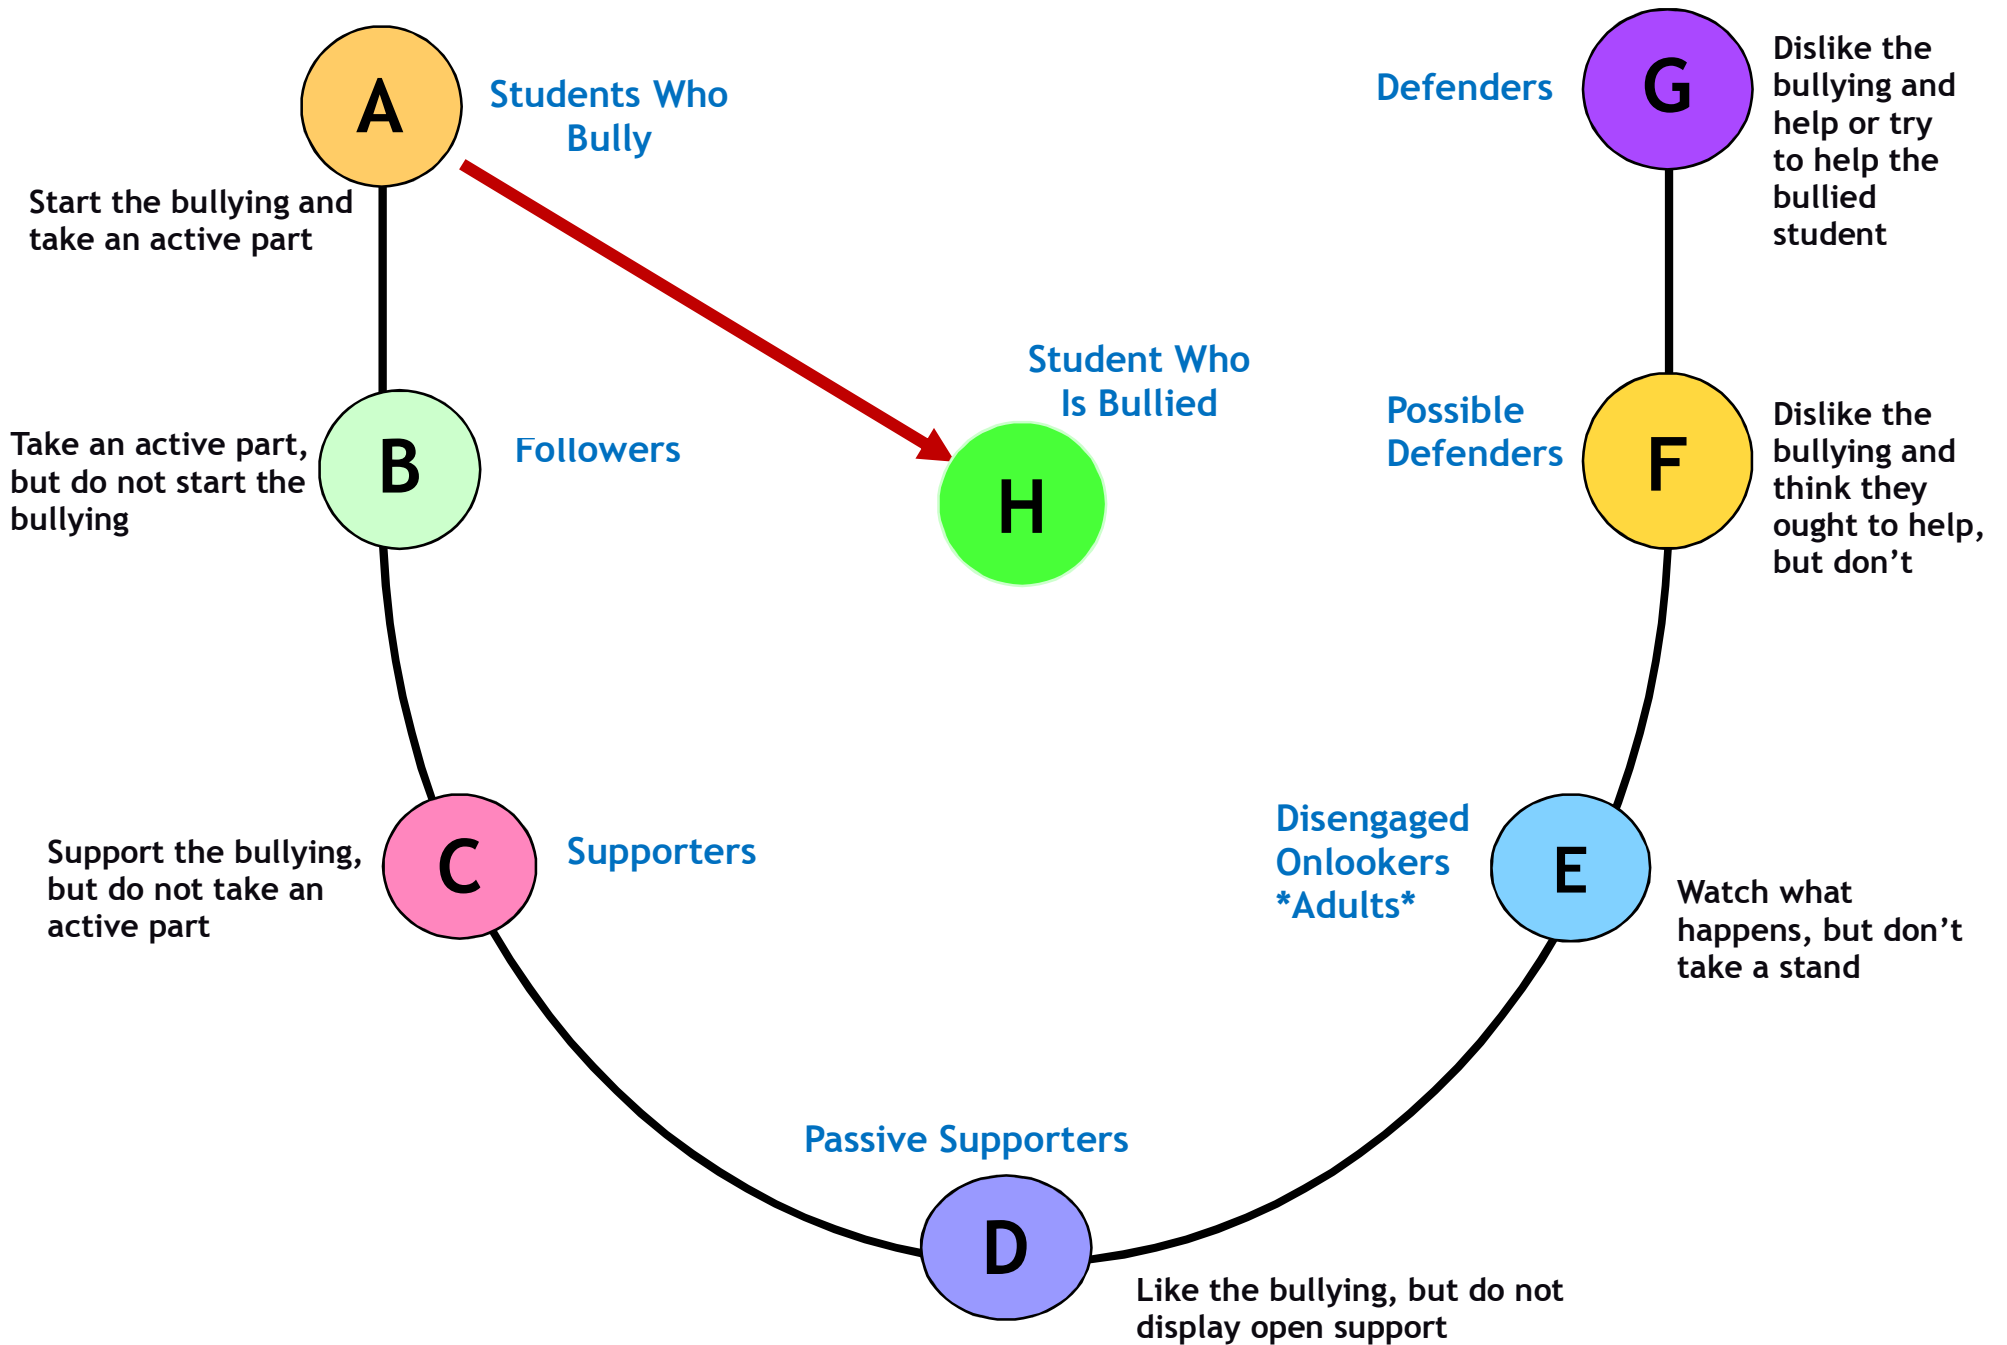 A
Students Who
Bully
Start the bullying and
take an active part
B
Followers
Take an active part,
but do not start the
bullying
C
Supporters
Support the bullying,
but do not take an
active part
Passive Supporters
D
Like the bullying, but do not
display open support
Disengaged
Onlookers
*Adults*
E
Watch what
happens, but don’t
take a stand
Possible
Defenders
F
Dislike the
bullying and
think they
ought to help,
but don’t
Defenders
G
Dislike the
bullying and
help or try
to help the
bullied
student
Student Who
Is Bullied
H